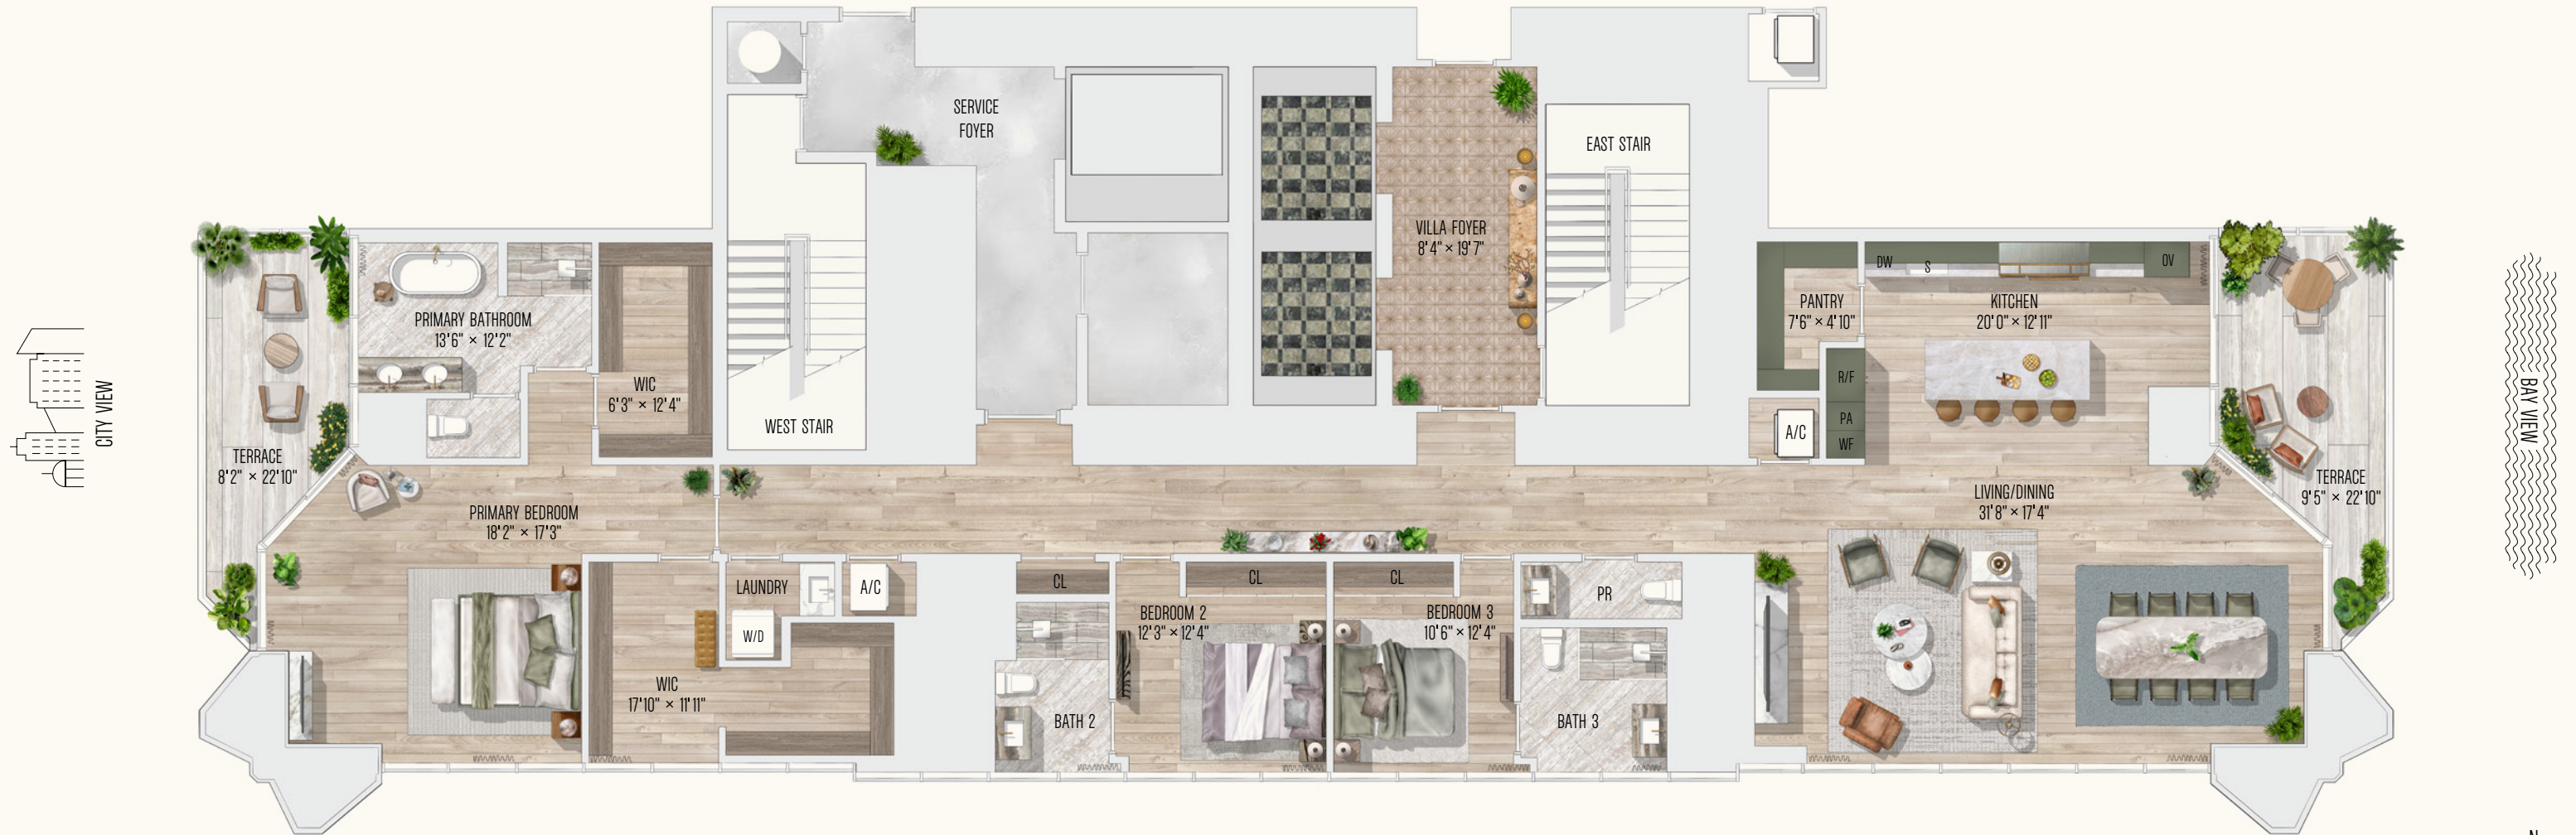 SERVICE
FOYER
EAST STAIR
VILLA FOYER
8'4" × 19'7"
WEST STAIR
PRIMARY BATHROOM
13'6" × 12'2"
WIC
6'3" × 12'4"
TERRACE
8'2" × 22'10"
CITY VIEW
PRIMARY BEDROOM
18'2" × 17'3"
DW
S
OV
PANTRY
7'6" × 4'10"
KITCHEN
20'0" × 12'11"
R/F
PA
WF
A/C
BAY VIEW
TERRACE
9'5" × 22'10"
LIVING/DINING
31'8" × 17'4"
LAUNDRY
W/D
A/C
WIC
17'10" × 11'11"
CL
BATH 2
CL
BEDROOM 2
12'3" × 12'4"
CL
BEDROOM 3
10'6" × 12'4"
PR
BATH 3